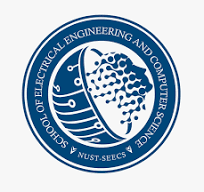 SCHOOL OF ELECTRICAL ENGINEERING AND COMPUTER SCIENCE
NUST-SEECS